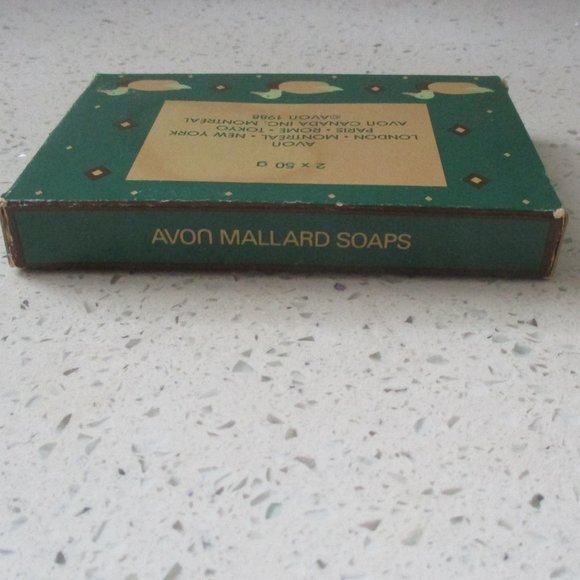 2 x 50 g
AVON
LONDON • MONTREAL • NEW YORK
PARIS • ROME • TOKYO
AVON CANADA INC. MONTREAL
©AVON 1988
AVON MALLARD SOAPS